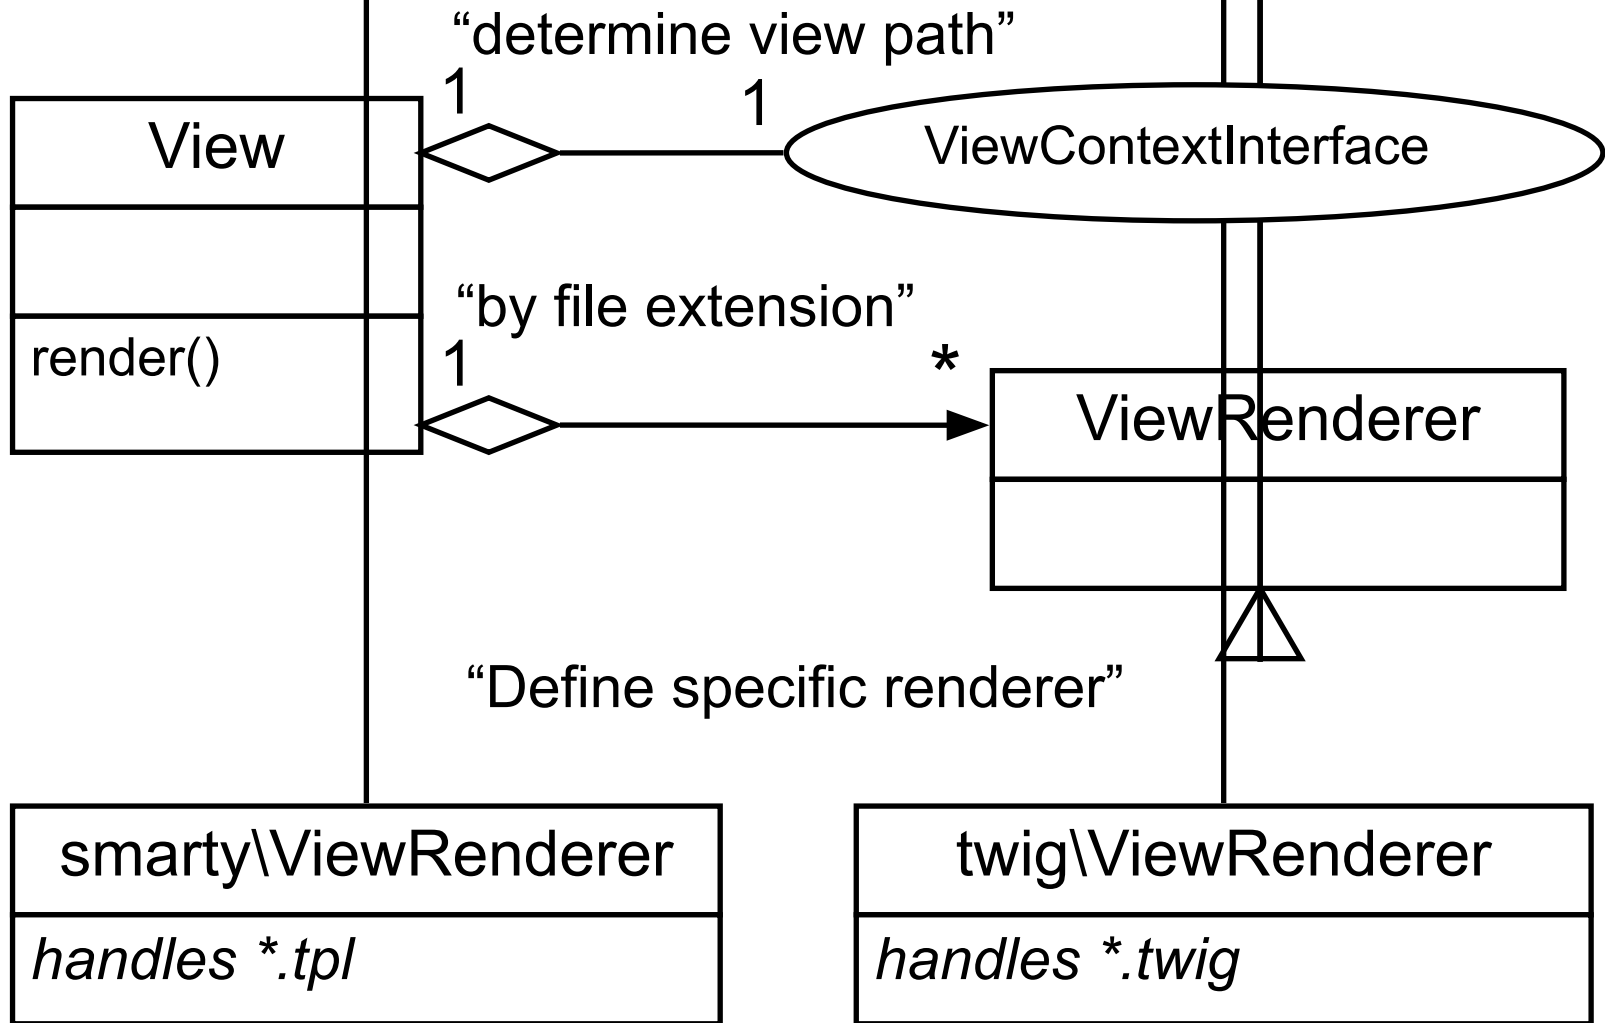 “determine view path”
1
1
View
ViewContextInterface
“by file extension”
render()
1
*
ViewRenderer
“Define specific renderer”
smarty\ViewRenderer
twig\ViewRenderer
handles *.tpl
handles *.twig